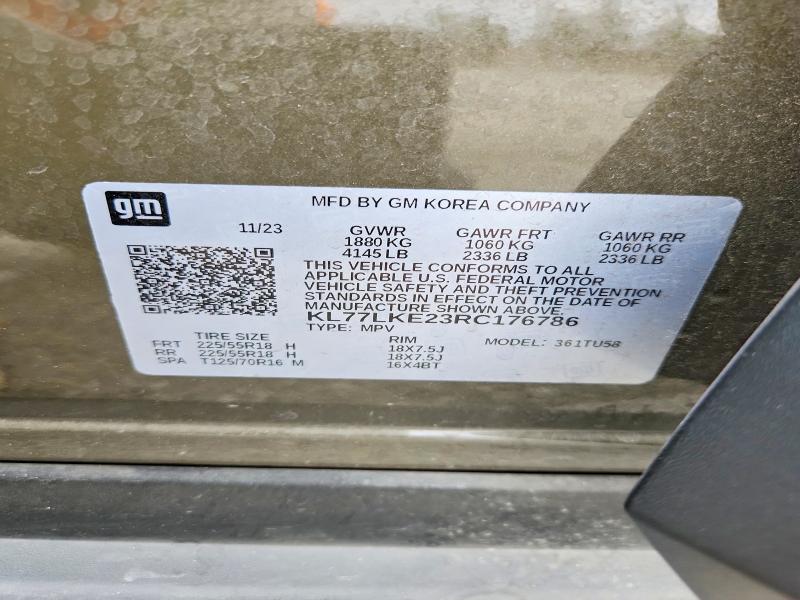 gm
MFD BY GM KOREA COMPANY
11/23 GVWR GAWR FRT GAWR RR
1880 KG 1060 KG 1060 KG
4145 LB 2336 LB 2336 LB
THIS VEHICLE CONFORMS TO ALL
APPLICABLE U.S. FEDERAL MOTOR
VEHICLE SAFETY AND THEFT PREVENTION
STANDARDS IN EFFECT ON THE DATE OF
MANUFACTURE SHOWN ABOVE.
KL77LKE23RC176786
TYPE: MPV
TIRE SIZE RIM MODEL: 361TU58
FRT 225/55R18 H 18X7.5J
RR 225/55R18 H 18X7.5J
SPA T125/70R16 M 16X4BT